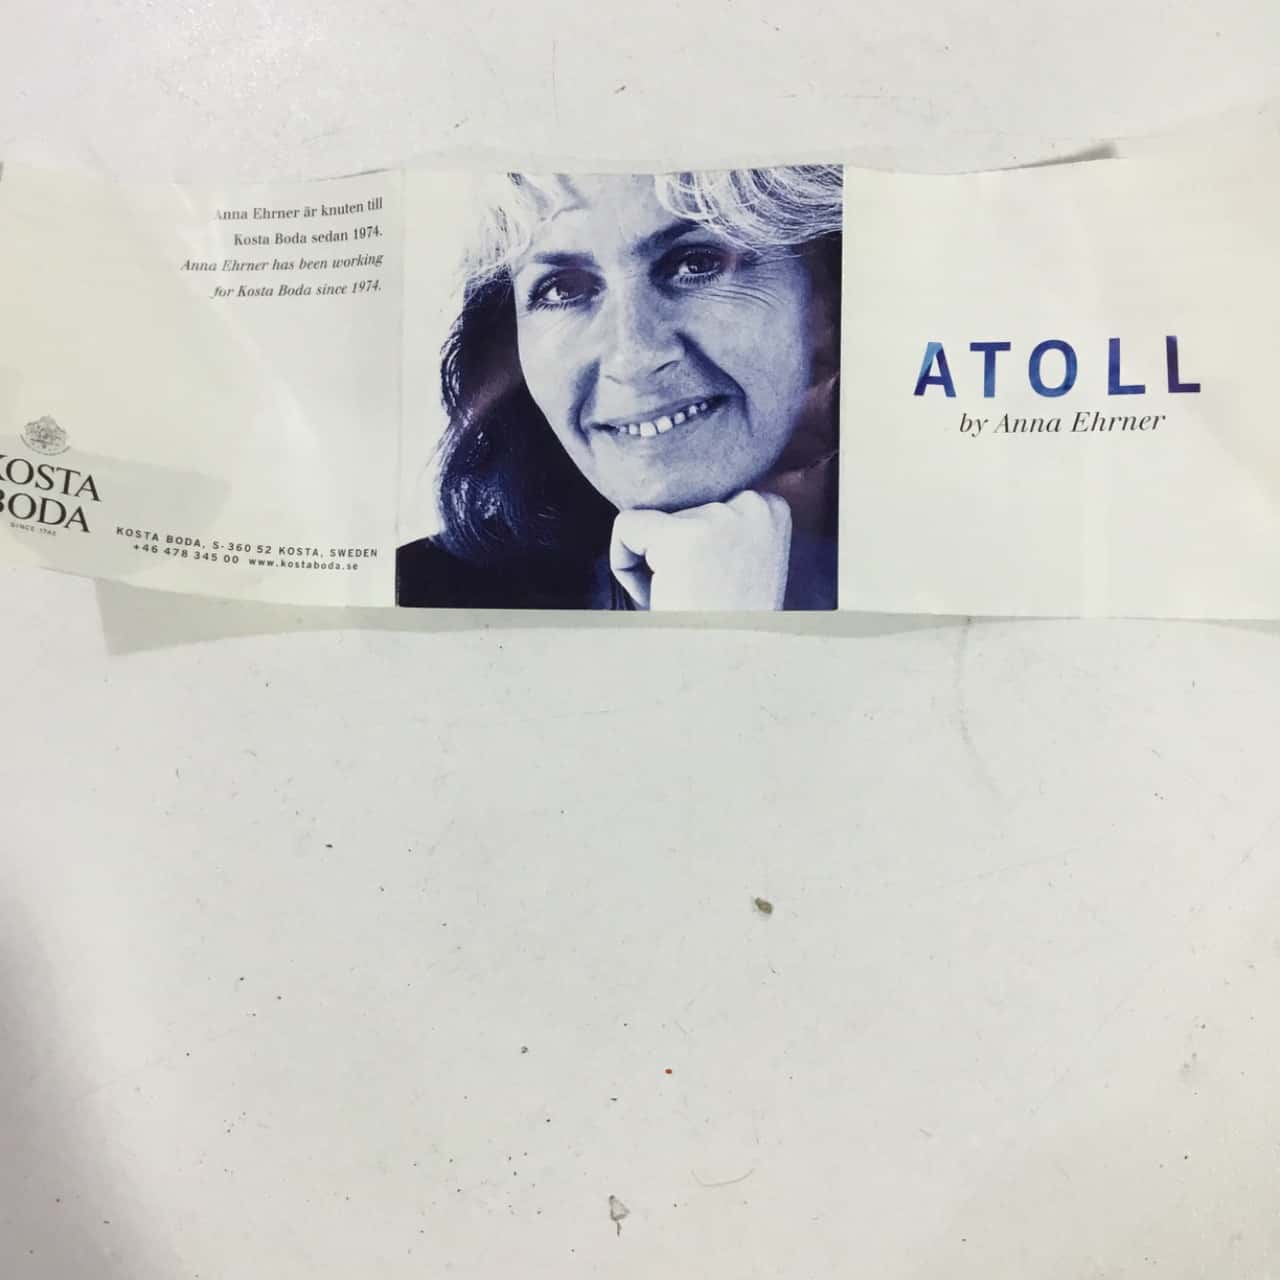 Anna Ehrner är knuten till
Kosta Boda sedan 1974.
Anna Ehrner has been working
for Kosta Boda since 1974.
KOSTA
BODA
SINCE 1742
KOSTA BODA, S-360 52 KOSTA, SWEDEN
+46 478 345 00 www.kostaboda.se
ATOLL
by Anna Ehrner